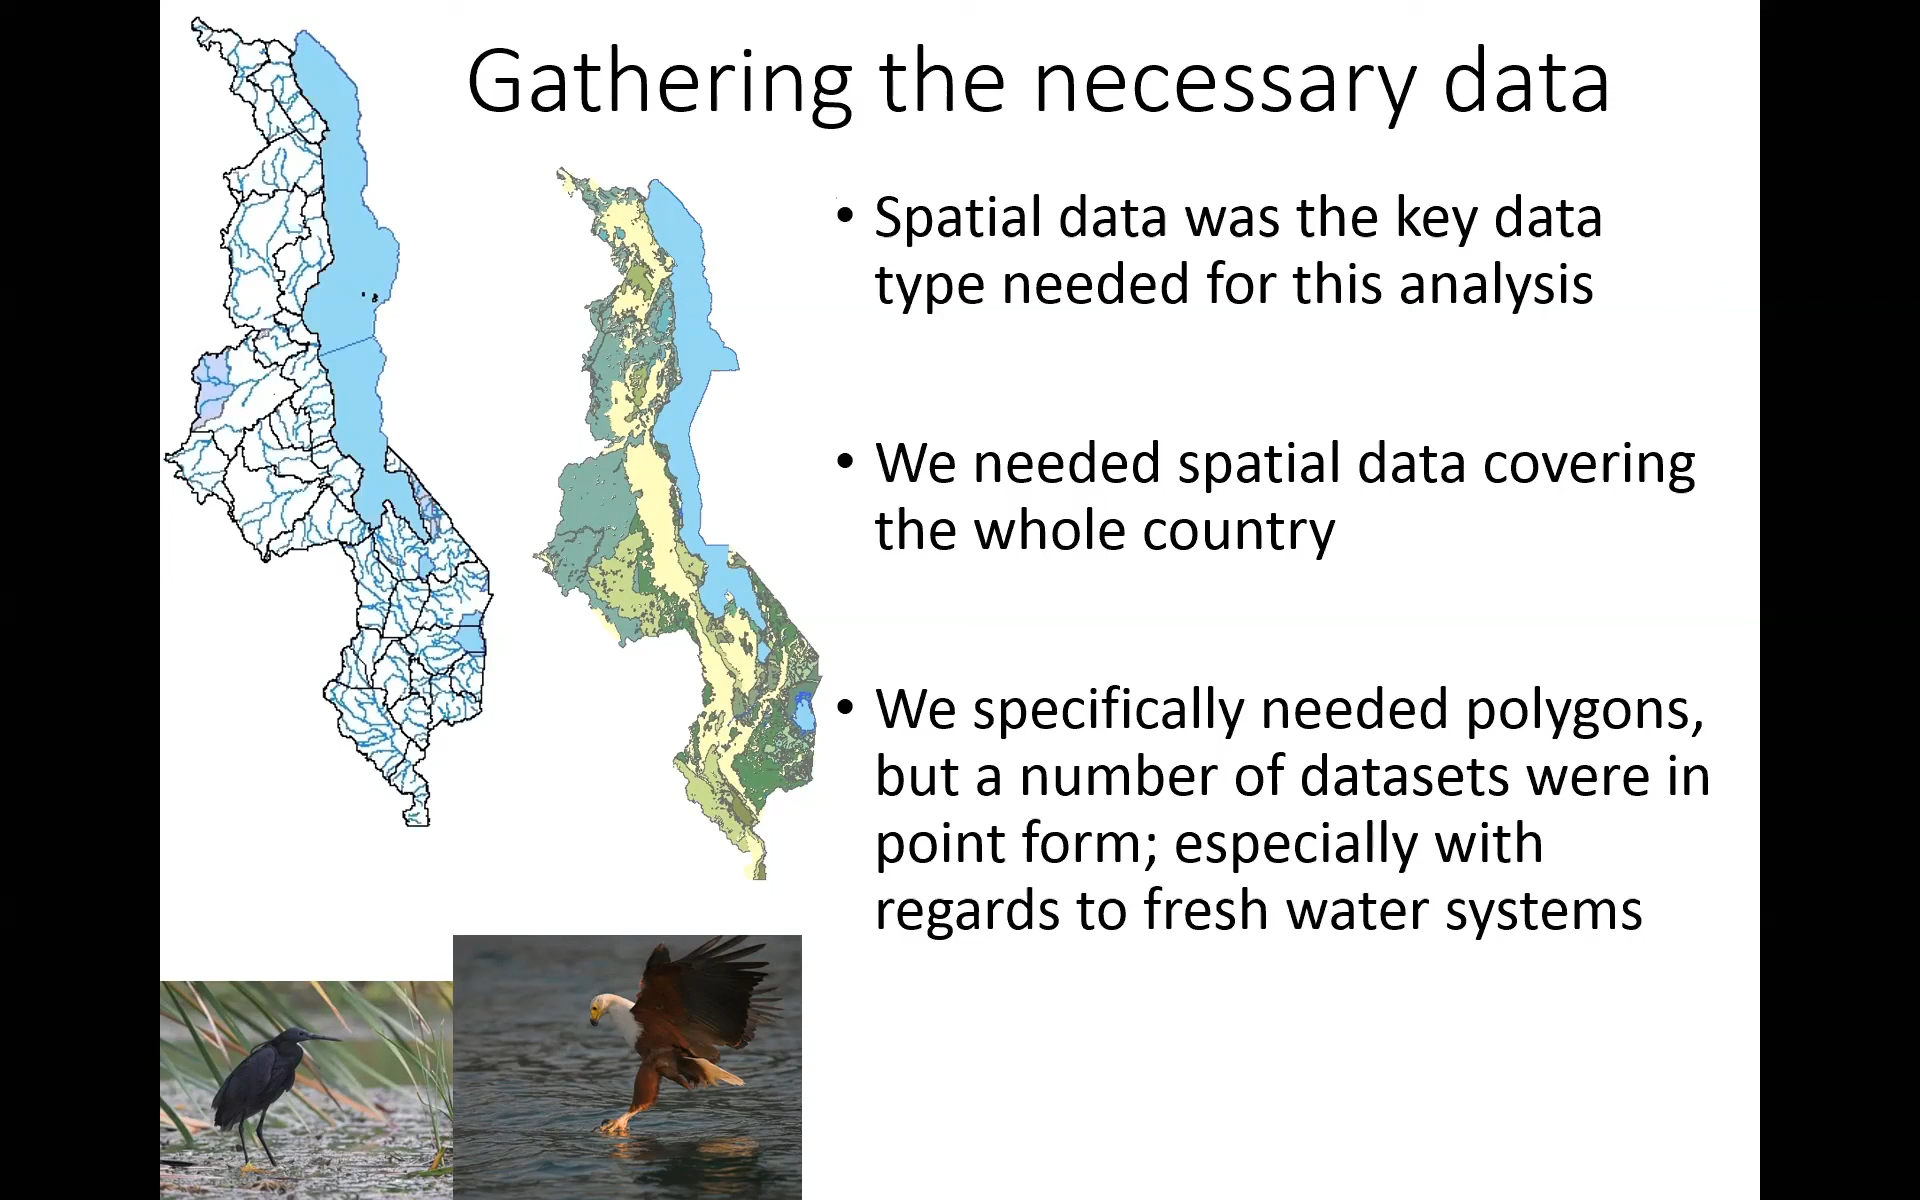 Gathering the necessary data
• Spatial data was the key data
type needed for this analysis
• We needed spatial data covering
the whole country
• We specifically needed polygons,
but a number of datasets were in
point form; especially with
regards to fresh water systems